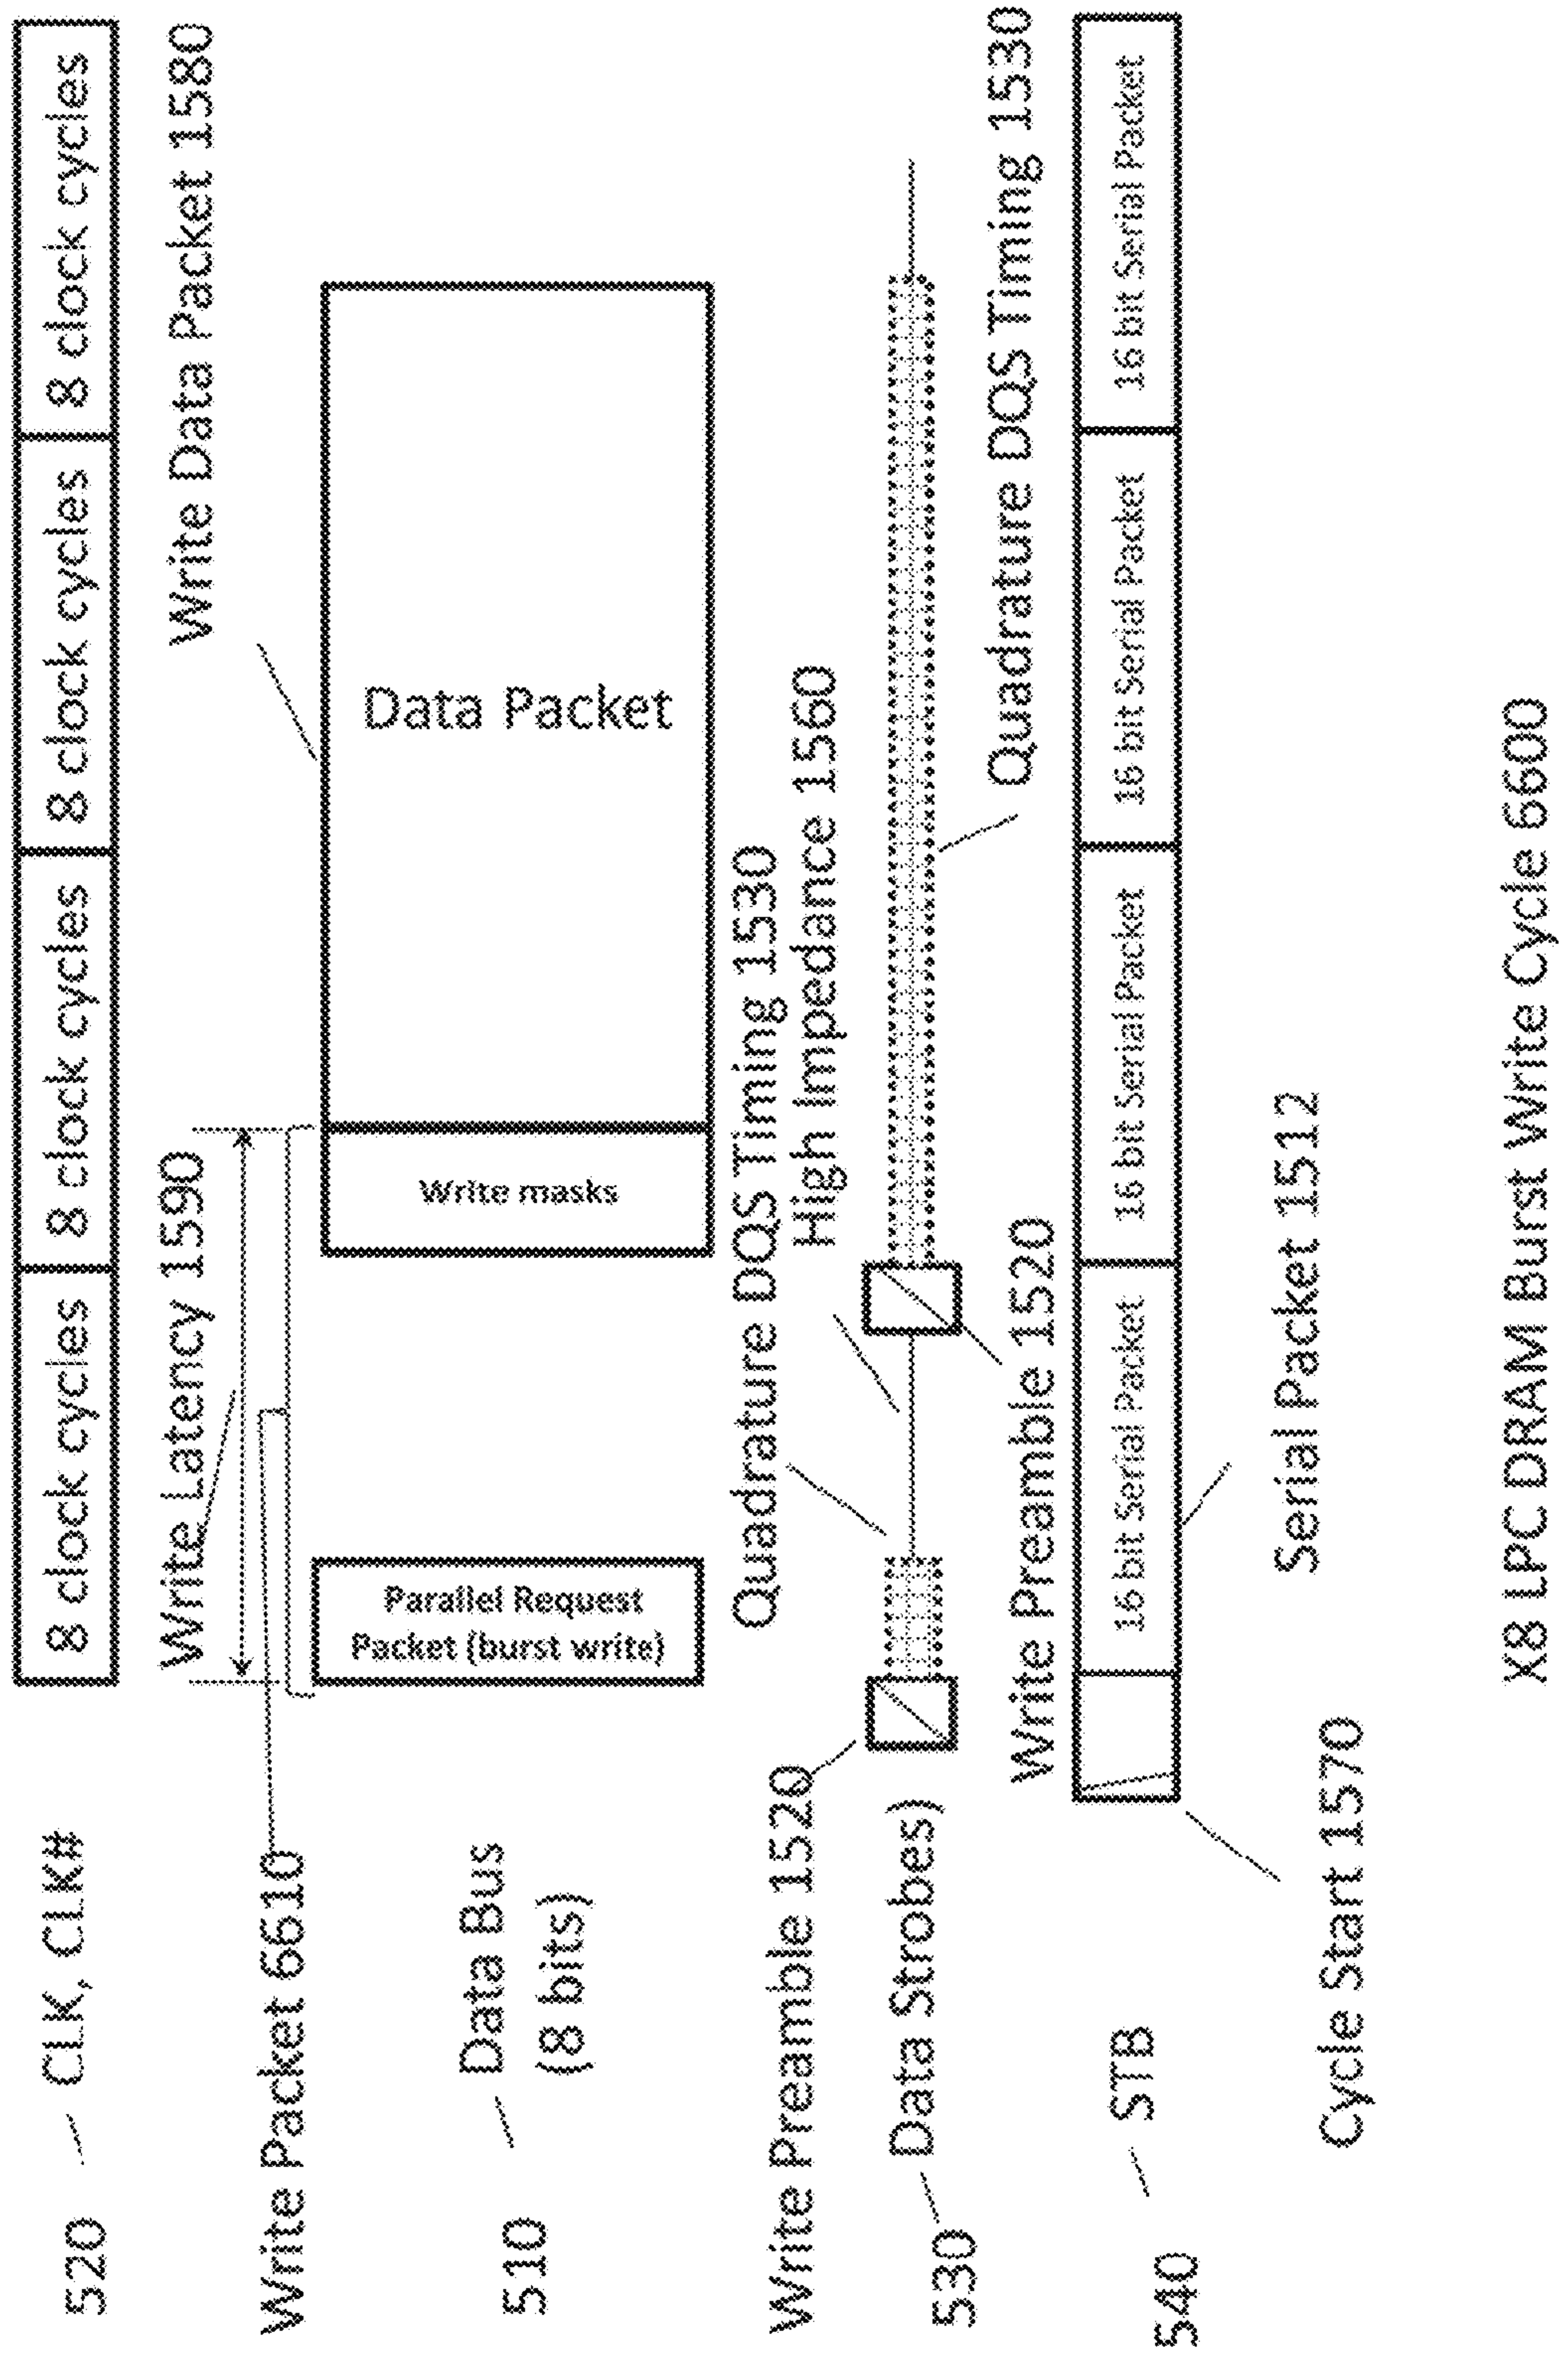 520 CLK, CLK# 8 clock cycles 8 clock cycles 8 clock cycles 8 clock cycles
Write Latency 1590 Write Data Packet 1580
Write Packet 6610
510 Data Bus
(8 bits)
Parallel Request
Packet (burst write)
Write masks
Data Packet
Quadrature DQS Timing 1530
Write Preamble 1520 High Impedance 1560
530 Data Strobes)
Quadrature DQS Timing 1530
Write Preamble 1520
540 STB 16 bit Serial Packet 16 bit Serial Packet 16 bit Serial Packet 16 bit Serial Packet
Serial Packet 1512
Cycle Start 1570
X8 LPC DRAM Burst Write Cycle 6600